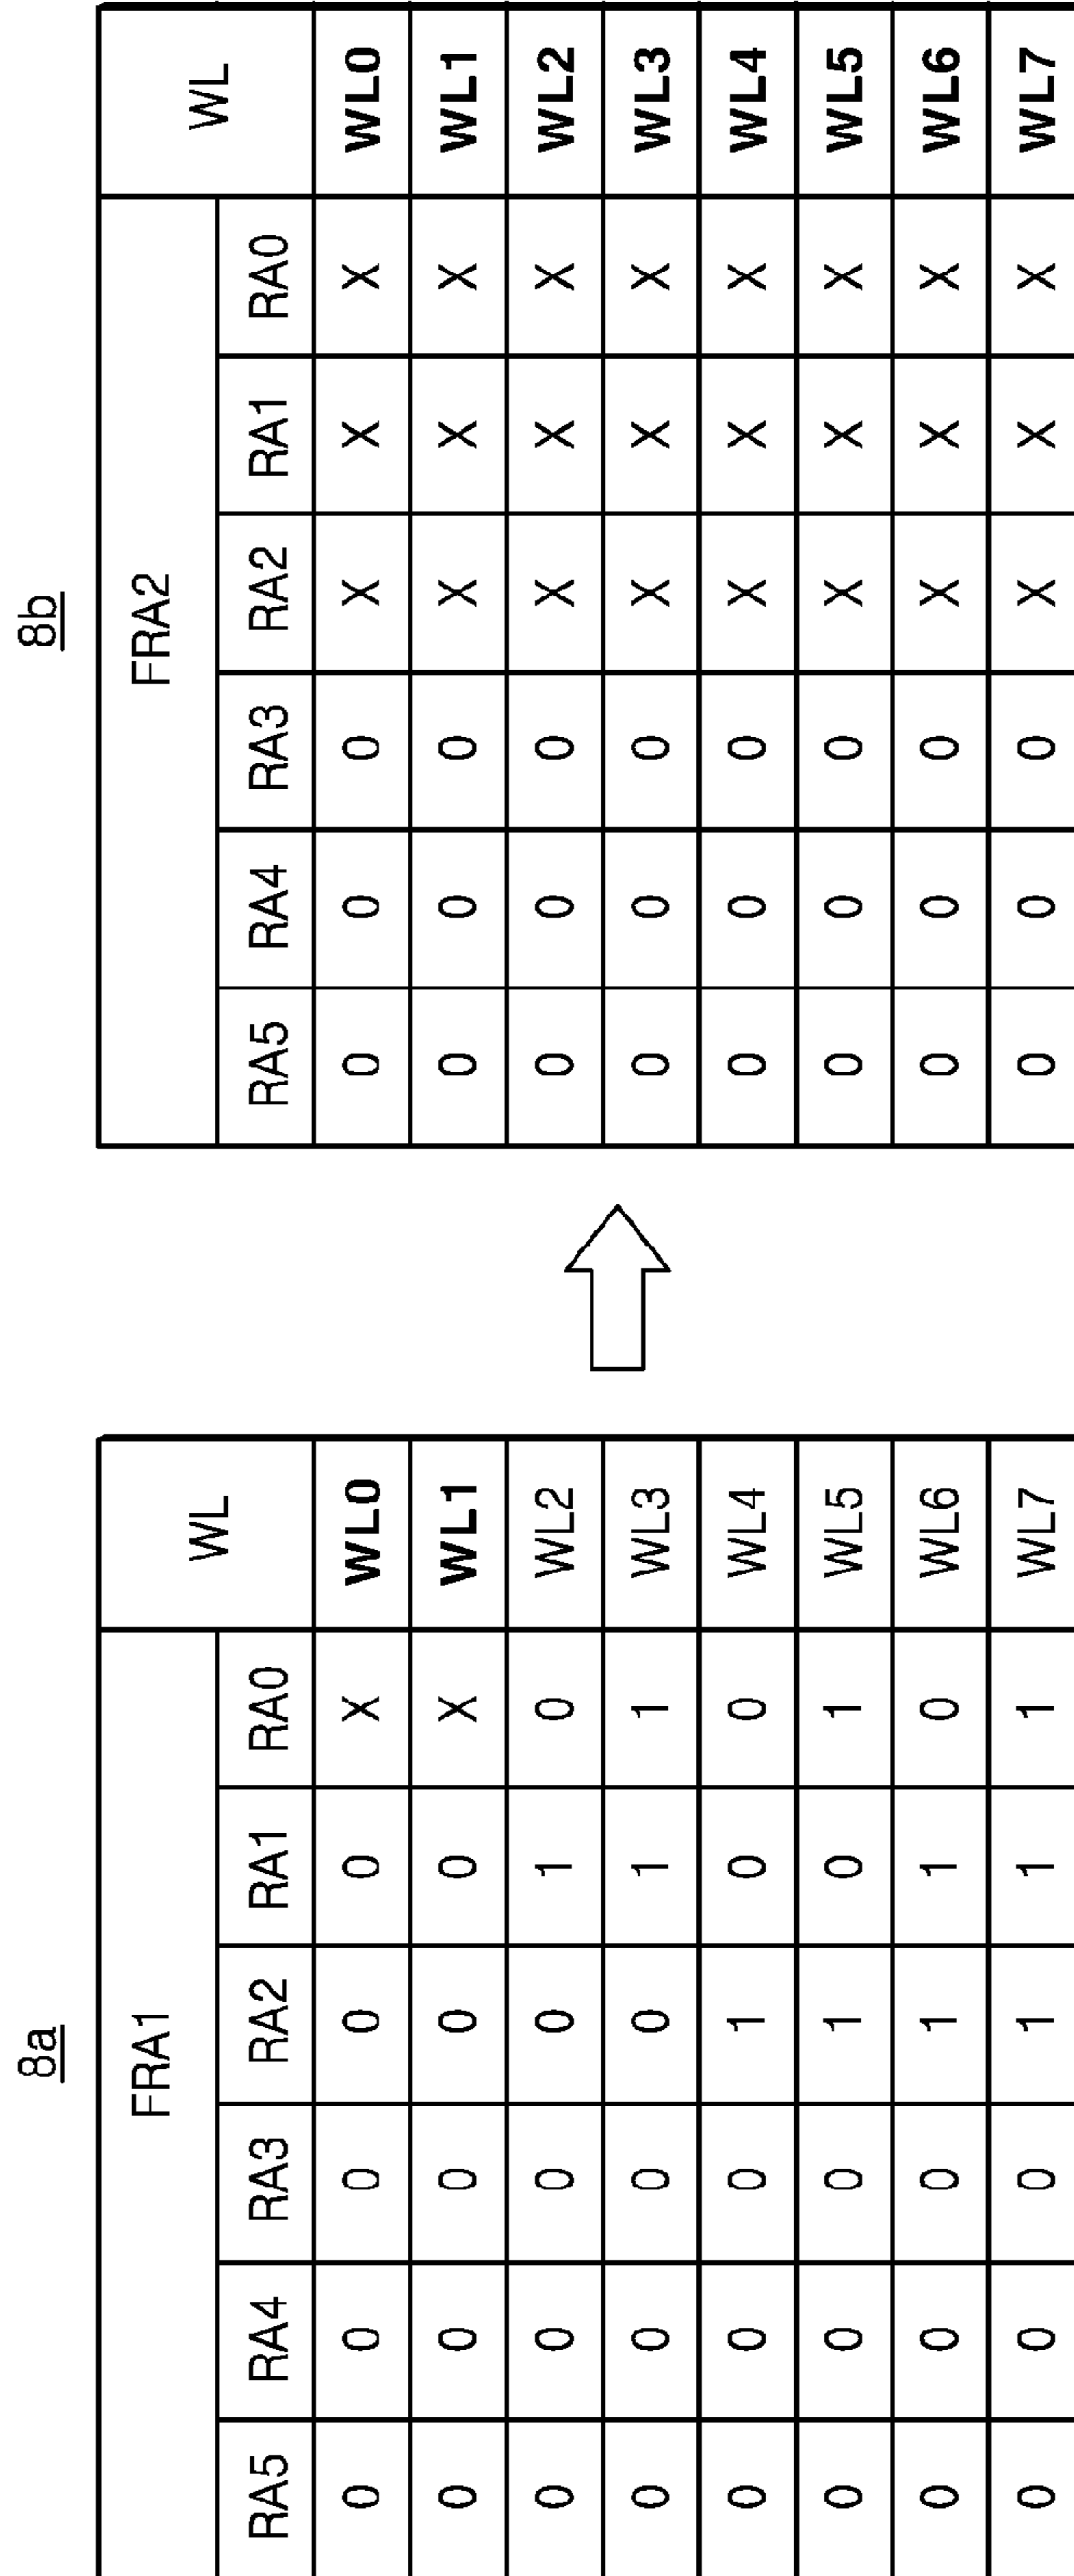 8a
FRA1 WL
RA5 RA4 RA3 RA2 RA1 RA0
0 0 0 0 0 X WL0
0 0 0 0 0 X WL1
0 0 0 0 1 0 WL2
0 0 0 0 1 1 WL3
0 0 0 1 0 0 WL4
0 0 0 1 0 1 WL5
0 0 0 1 1 0 WL6
0 0 0 1 1 1 WL7
8b
FRA2 WL
RA5 RA4 RA3 RA2 RA1 RA0
0 0 0 X X X WL0
0 0 0 X X X WL1
0 0 0 X X X WL2
0 0 0 X X X WL3
0 0 0 X X X WL4
0 0 0 X X X WL5
0 0 0 X X X WL6
0 0 0 X X X WL7